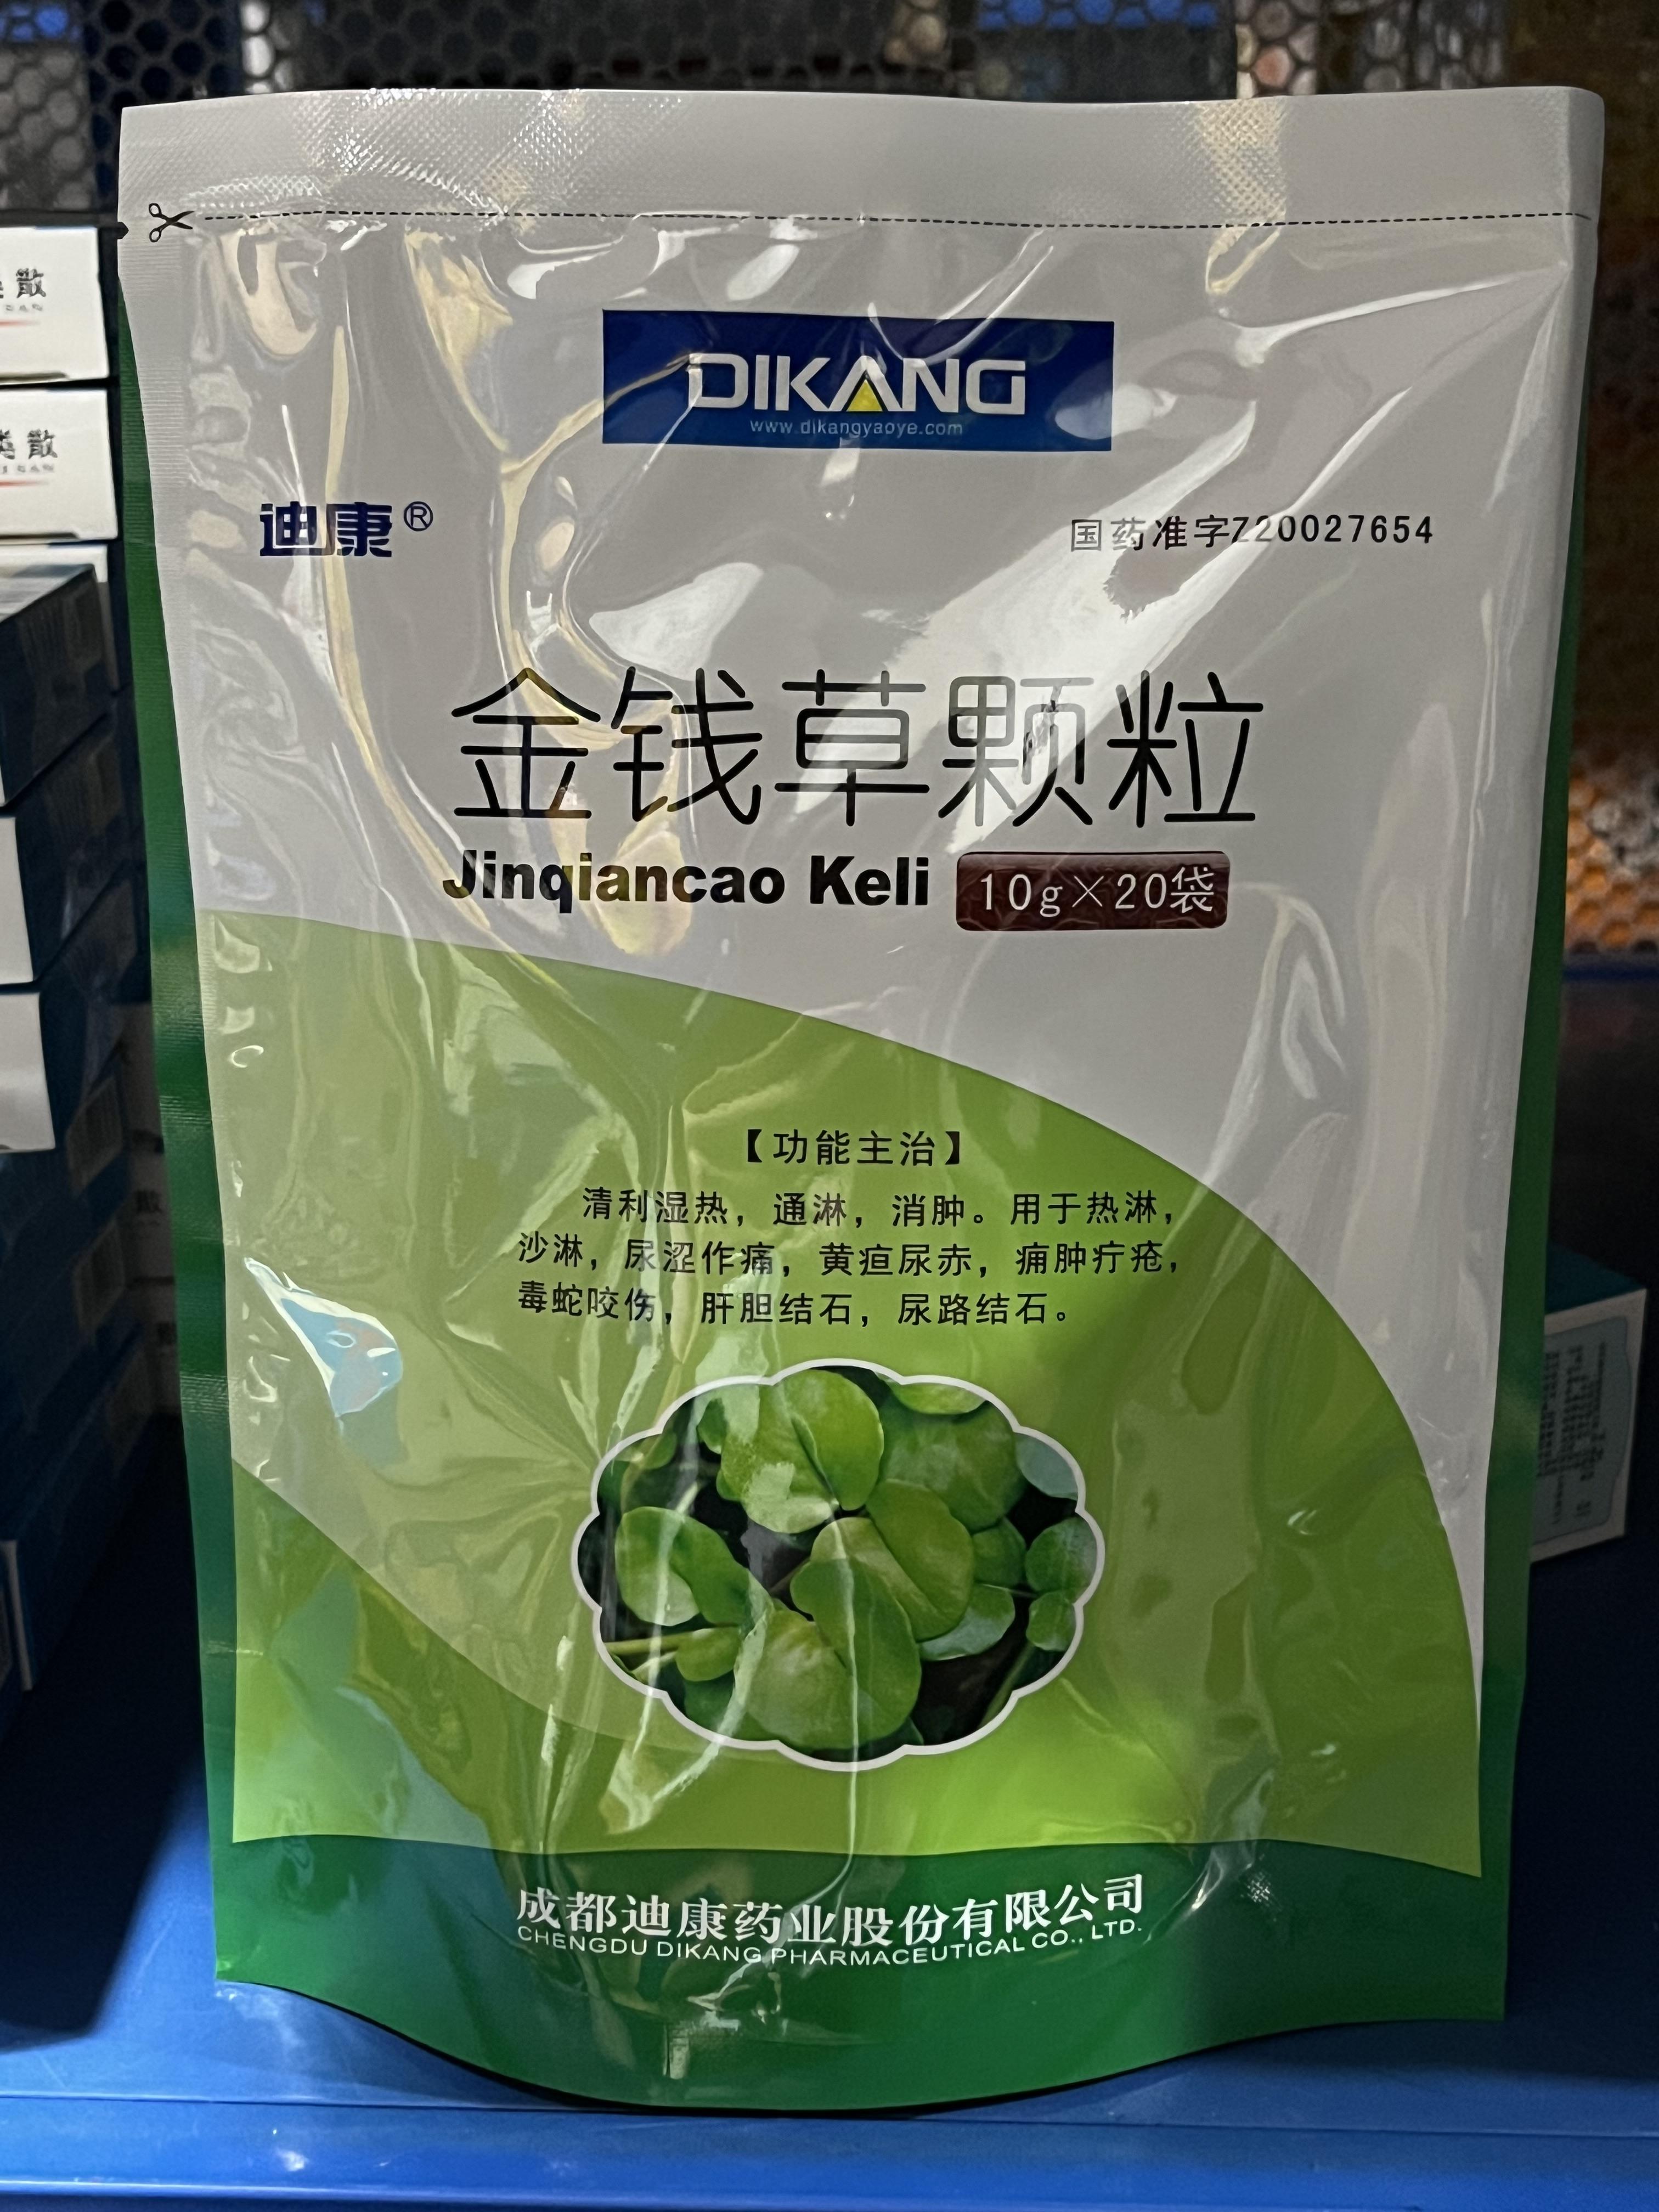 DIKANG
www.dikangyaoye.com
迪康®
国药准字Z20027654
金钱草颗粒
Jinqiancao Keli
10g×20袋
【功能主治】
清利湿热，通淋，消肿。用于热淋，
沙淋，尿涩作痛，黄疸尿赤，痈肿疔疮，
毒蛇咬伤，肝胆结石，尿路结石。
成都迪康药业股份有限公司
CHENGDU DIKANG PHARMACEUTICAL CO., LTD.
散
散
散